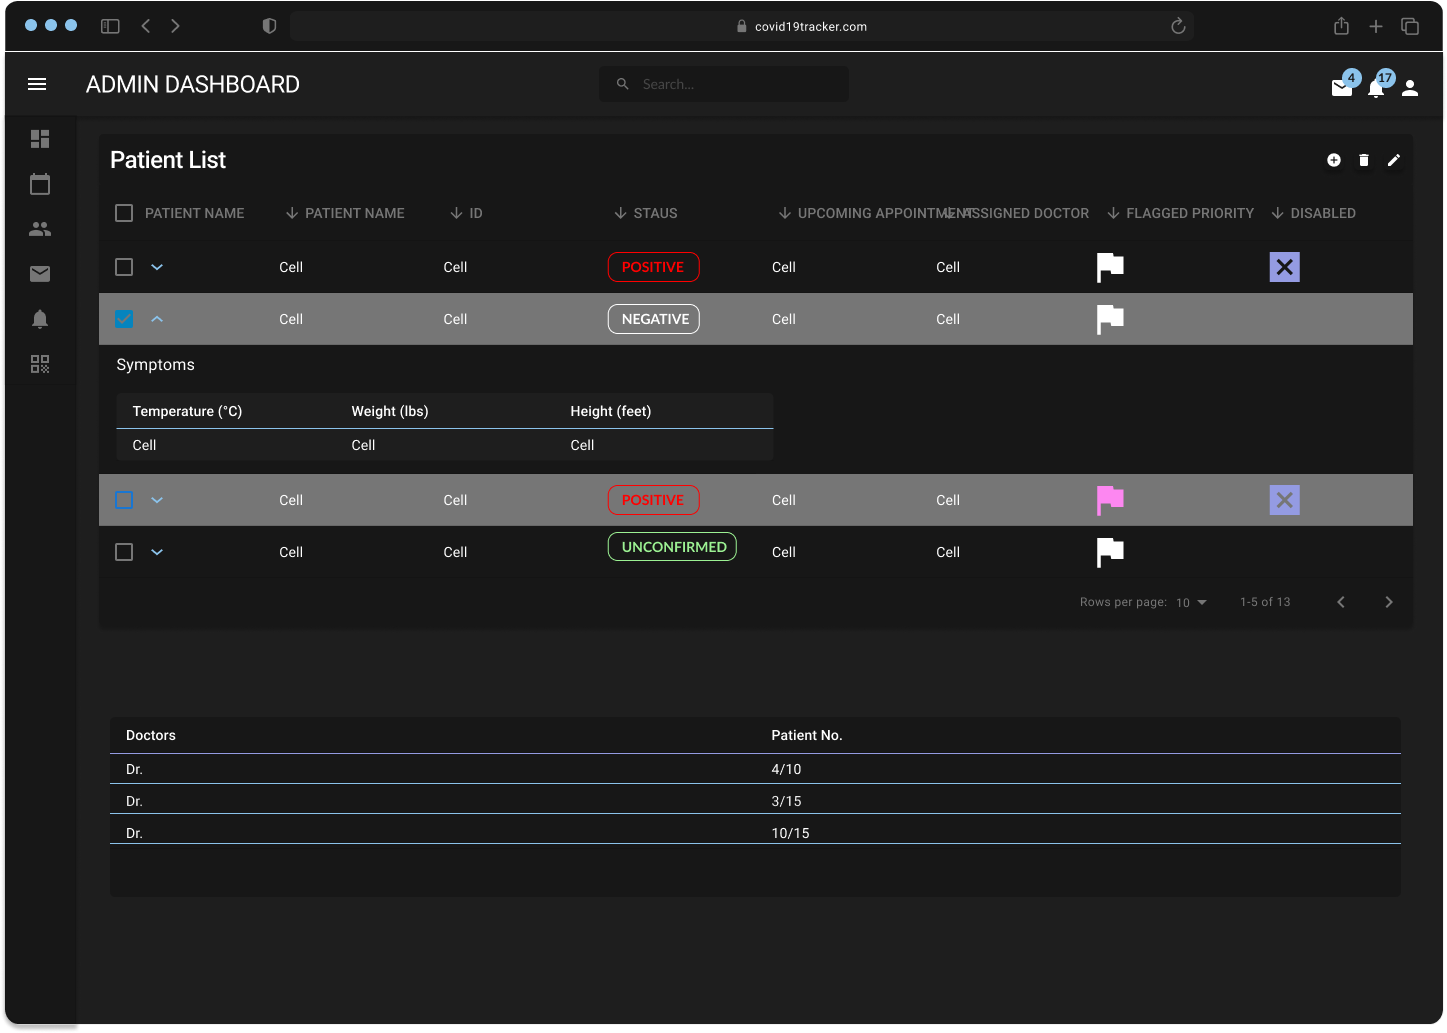 covid19tracker.com
ADMIN DASHBOARD
Search...
4
17
Patient List
PATIENT NAME PATIENT NAME ID STAUS UPCOMING APPOINTMENT ASSIGNED DOCTOR FLAGGED PRIORITY DISABLED
Cell Cell POSITIVE Cell Cell
Cell Cell NEGATIVE Cell Cell
Symptoms
Temperature (°C) Weight (lbs) Height (feet)
Cell Cell Cell
Cell Cell POSITIVE Cell Cell
Cell Cell UNCONFIRMED Cell Cell
Rows per page: 10 1-5 of 13
Doctors Patient No.
Dr. 4/10
Dr. 3/15
Dr. 10/15